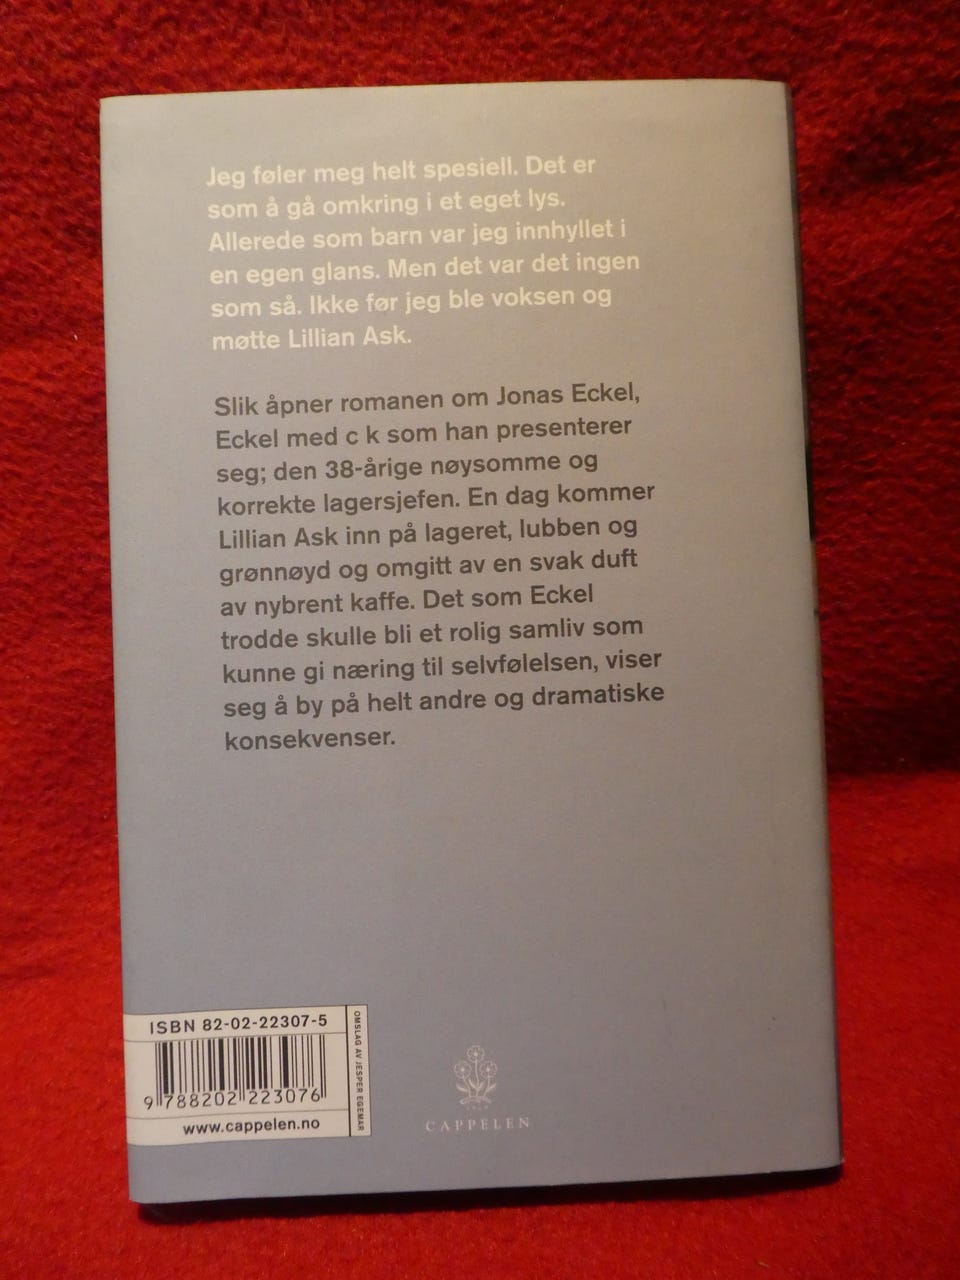 Jeg føler meg helt spesiell. Det er
som å gå omkring i et eget lys.
Allerede som barn var jeg innhyllet i
en egen glans. Men det var det ingen
som så. Ikke før jeg ble voksen og
møtte Lillian Ask.
Slik åpner romanen om Jonas Eckel,
Eckel med c k som han presenterer
seg; den 38-årige nøysomme og
korrekte lagersjefen. En dag kommer
Lillian Ask inn på lageret, lubben og
grønnøyd og omgitt av en svak duft
av nybrent kaffe. Det som Eckel
trodde skulle bli et rolig samliv som
kunne gi næring til selvfølelsen, viser
seg å by på helt andre og dramatiske
konsekvenser.
ISBN 82-02-22307-5
9 788202 223076
www.cappelen.no
OMSLAG AV JESPER EGEMAR
CAPPELEN